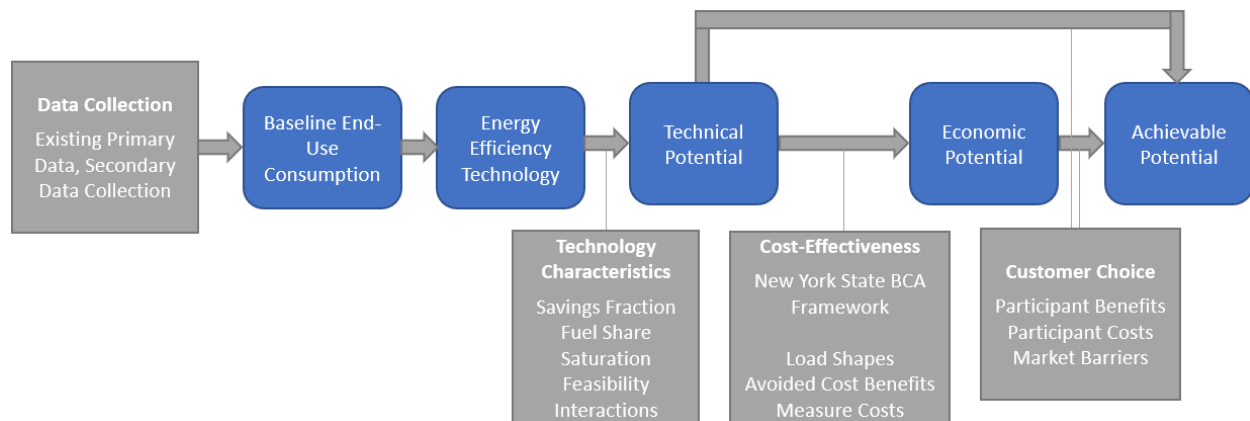 Data Collection
Existing Primary
Data, Secondary
Data Collection
Baseline End-
Use
Consumption
Energy
Efficiency
Technology
Technical
Potential
Economic
Potential
Achievable
Potential
Technology
Characteristics
Savings Fraction
Fuel Share
Saturation
Feasibility
Interactions
Cost-Effectiveness
New York State BCA
Framework
Load Shapes
Avoided Cost Benefits
Measure Costs
Customer Choice
Participant Benefits
Participant Costs
Market Barriers